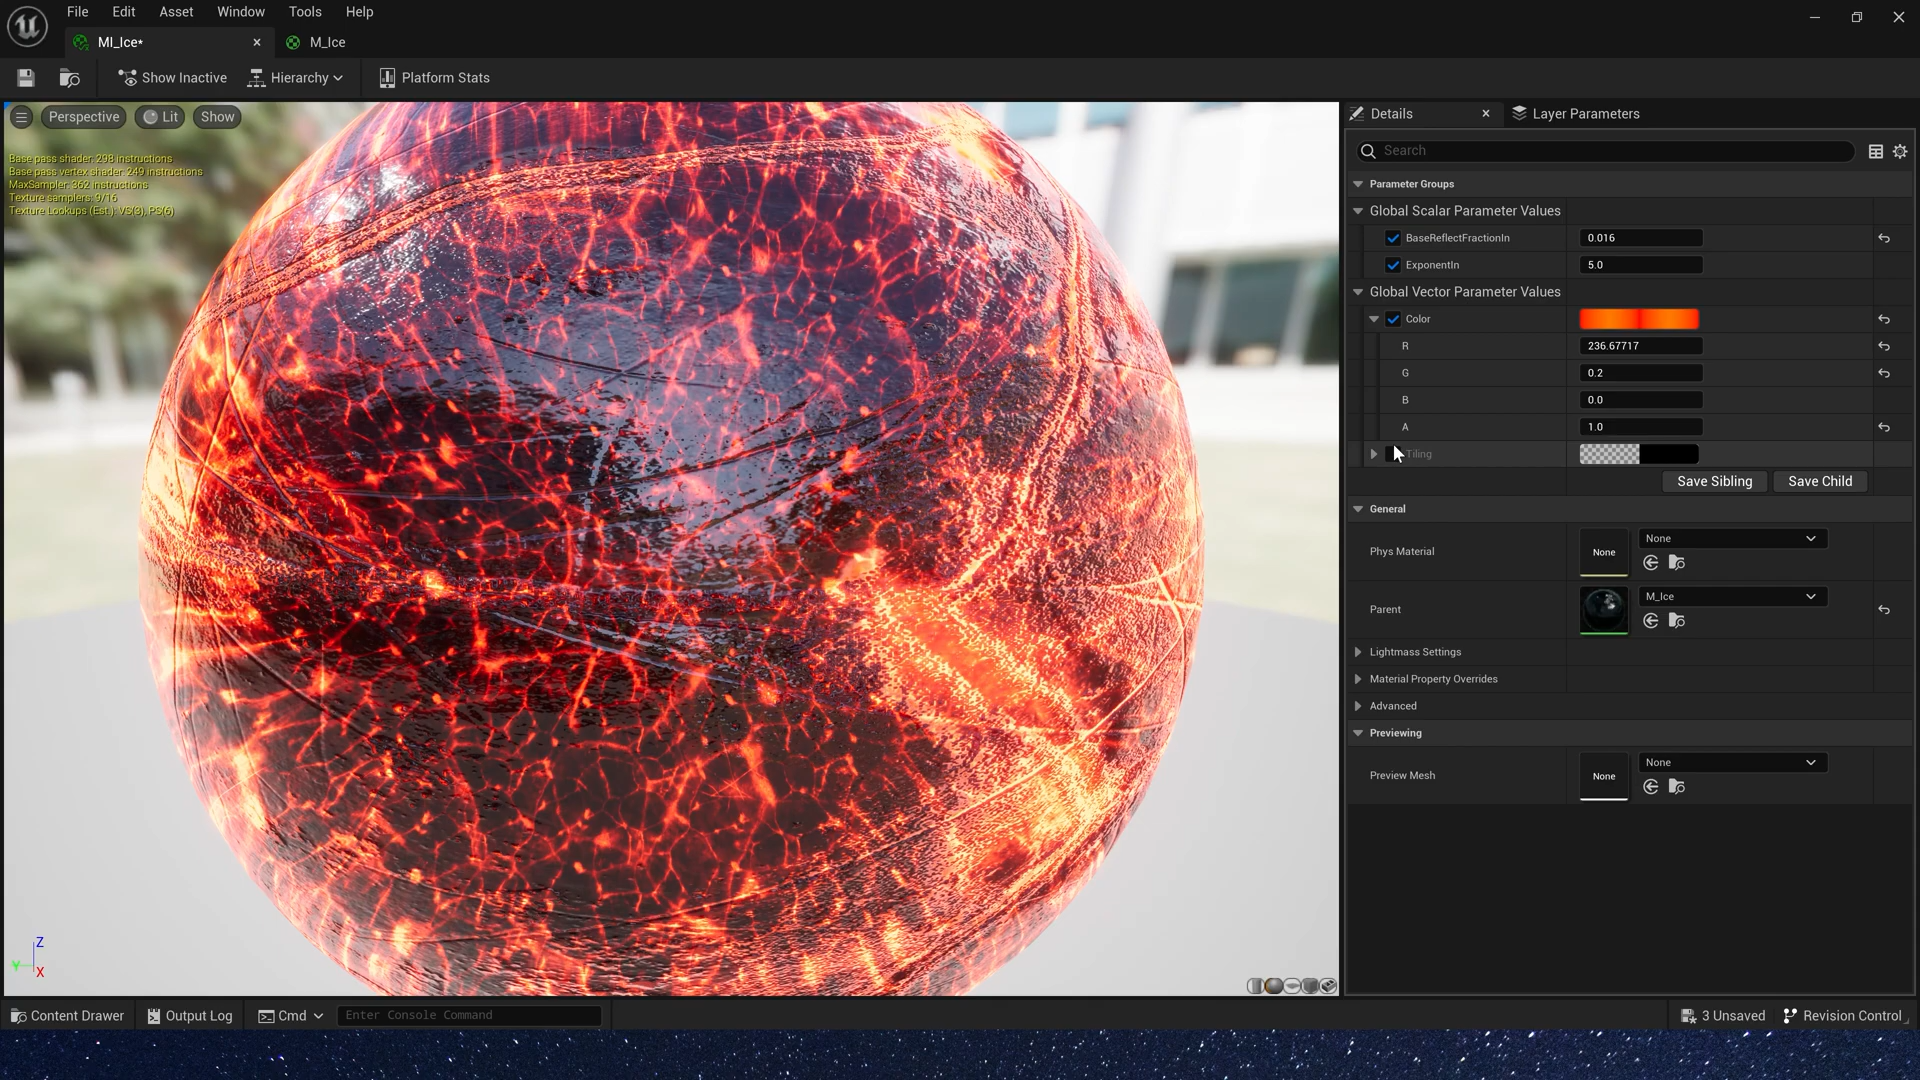 File Edit Asset Window Tools Help
MI_Ice*
M_Ice
Show Inactive
Hierarchy
Platform Stats
Perspective
Lit
Show
Base pass shader: 298 instructions
Base pass vertex shader: 249 instructions
MaxSampler: 362 instructions
Texture samplers: 9/16
Texture Lookups (Est.): VS(3), PS(6)
Z
Y
X
Details
Layer Parameters
Search
Parameter Groups
Global Scalar Parameter Values
BaseReflectFractionIn 0.016
ExponentIn 5.0
Global Vector Parameter Values
Color
R 236.67717
G 0.2
B 0.0
A 1.0
Tiling
Save Sibling Save Child
General
Phys Material None None
Parent M_Ice
Lightmass Settings
Material Property Overrides
Advanced
Previewing
Preview Mesh None None
Content Drawer Output Log Cmd Enter Console Command 3 Unsaved Revision Control